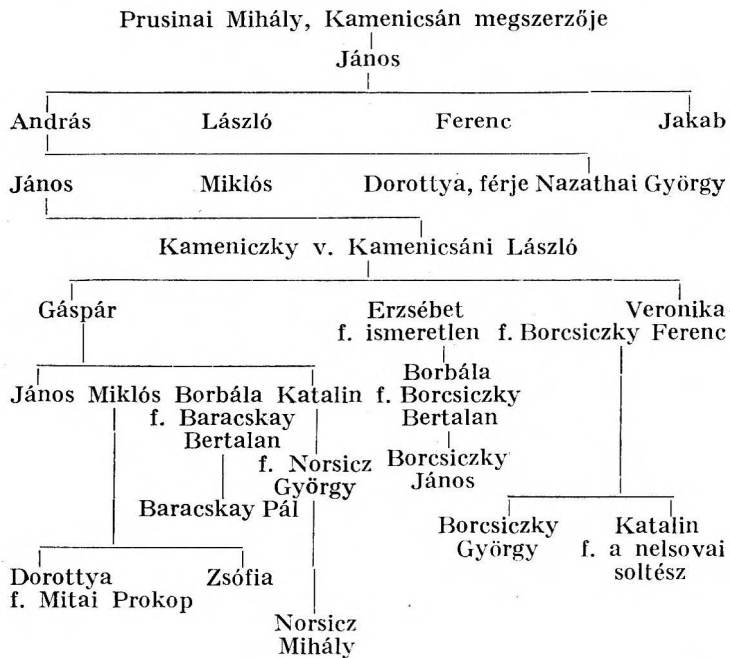 Prusinai Mihály, Kamenicsán megszerzője
János
András László Ferenc Jakab
János Miklós Dorottya, férje Nazathai György
Kameniczky v. Kamenicsáni László
Gáspár Erzsébet Veronika
f. ismeretlen f. Borcsiczky Ferenc
Borbála
János Miklós Borbála Katalin f. Borcsiczky
f. Baracskay Bertalan
Bertalan
f. Norsicz Borcsiczky
György János
Baracskay Pál
Borcsiczky Katalin
György f. a nelsovai
soltész
Dorottya Zsófia
f. Mitai Prokop
Norsicz
Mihály